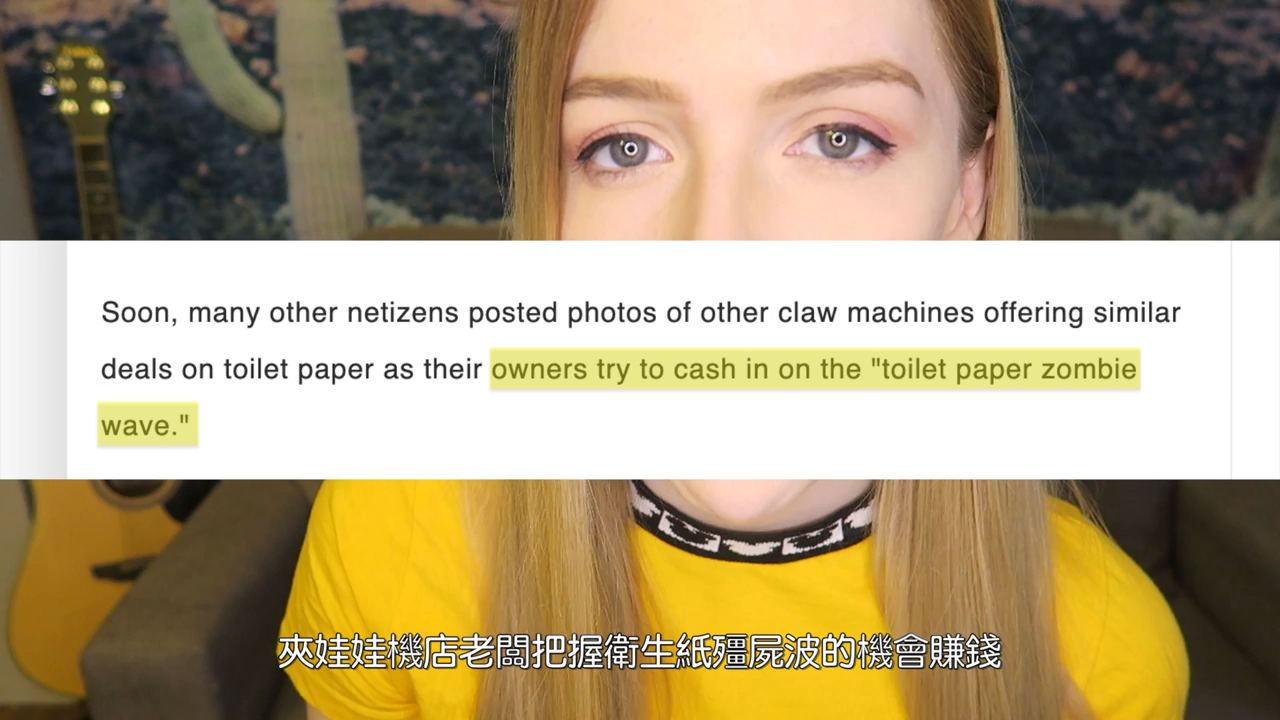 Soon, many other netizens posted photos of other claw machines offering similar
deals on toilet paper as their owners try to cash in on the "toilet paper zombie
wave."
夾娃娃機店老闆把握衛生紙殭屍波的機會賺錢